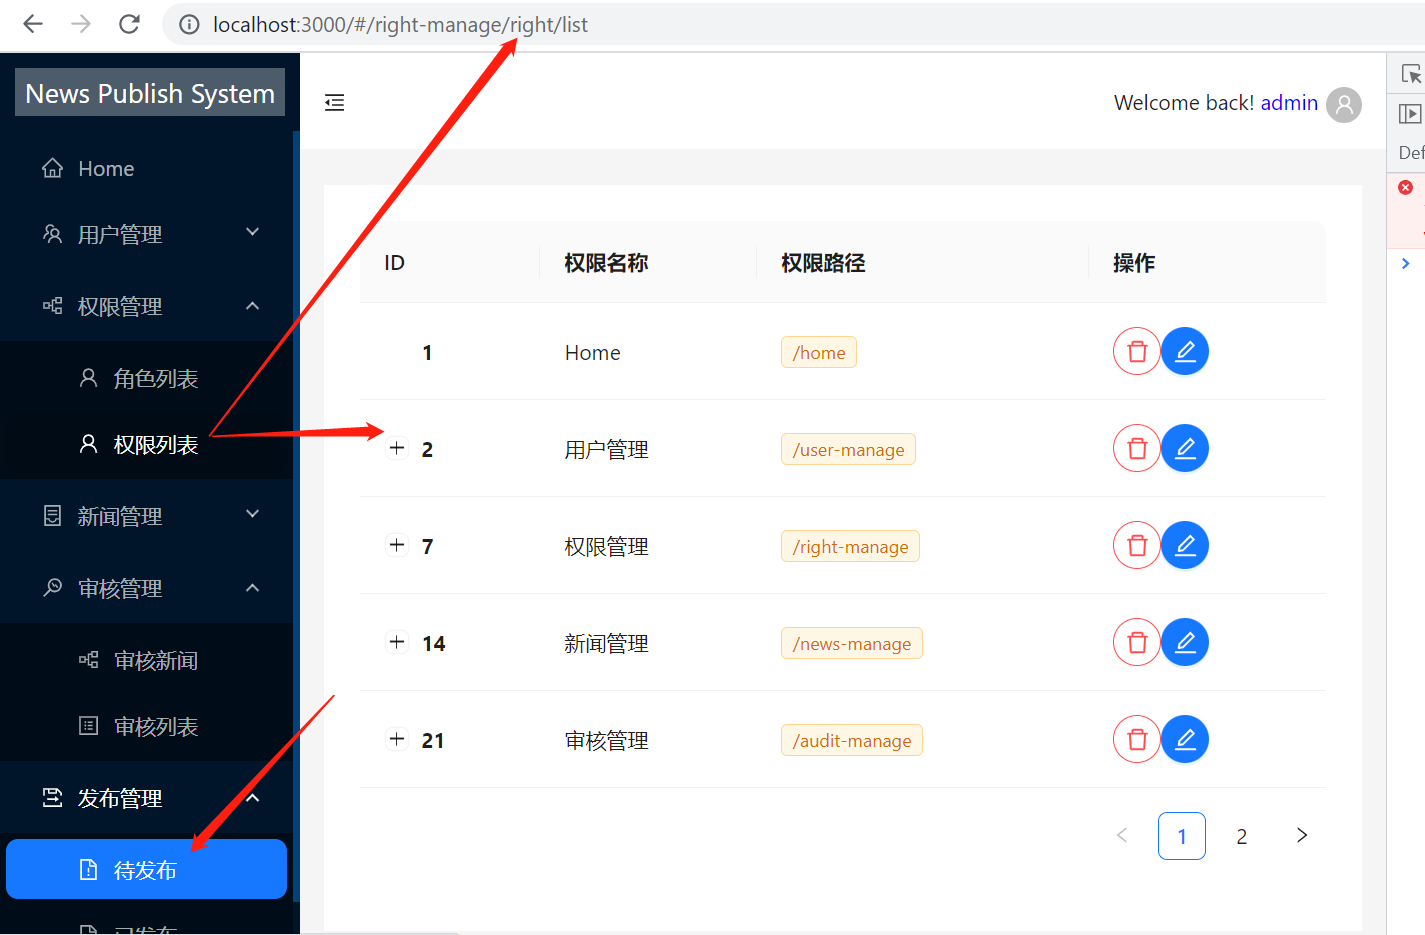 localhost:3000/#/right-manage/right/list
News Publish System
Welcome back! admin
Home
用户管理
权限管理
角色列表
权限列表
新闻管理
审核管理
审核新闻
审核列表
发布管理
待发布
已发布
ID 权限名称 权限路径 操作
1 Home /home
2 用户管理 /user-manage
7 权限管理 /right-manage
14 新闻管理 /news-manage
21 审核管理 /audit-manage
1 2
Def